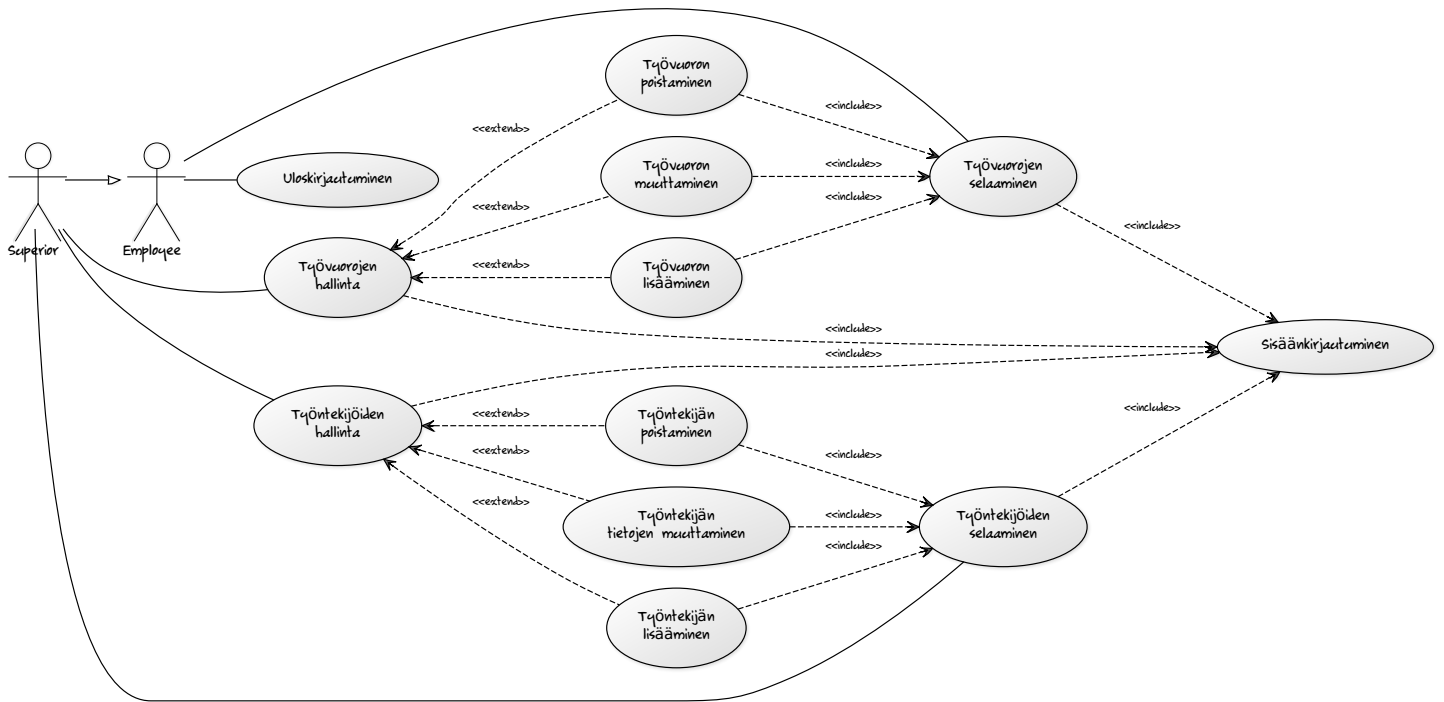 Työvuoron
poistaminen
<<include>>
<<extend>>
Työvuoron
muuttaminen
<<include>>
Työvuorojen
selaaminen
Uloskirjautuminen
<<include>>
<<extend>>
<<include>>
Superior
Employee
Työvuorojen
hallinta
<<extend>>
Työvuoron
lisääminen
<<include>>
Sisäänkirjautuminen
<<include>>
Työntekijöiden
hallinta
<<extend>>
Työntekijän
poistaminen
<<include>>
<<extend>>
<<include>>
<<extend>>
Työntekijän
tietojen muuttaminen
<<include>>
Työntekijöiden
selaaminen
<<include>>
Työntekijän
lisääminen